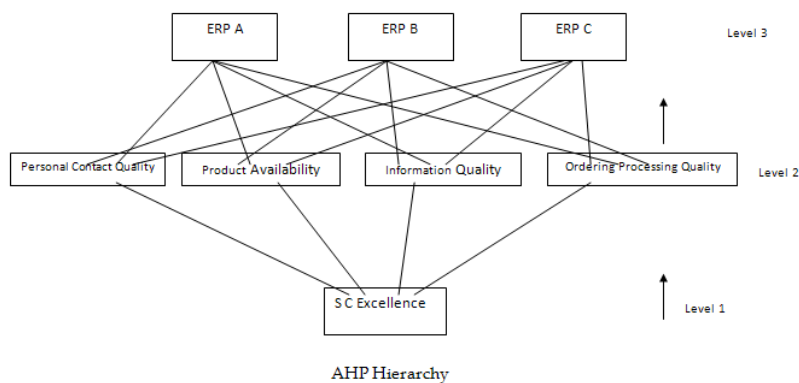 ERP A
ERP B
ERP C
Level 3
Personal Contact Quality
Product Availability
Information Quality
Ordering Processing Quality
Level 2
S C Excellence
Level 1
AHP Hierarchy